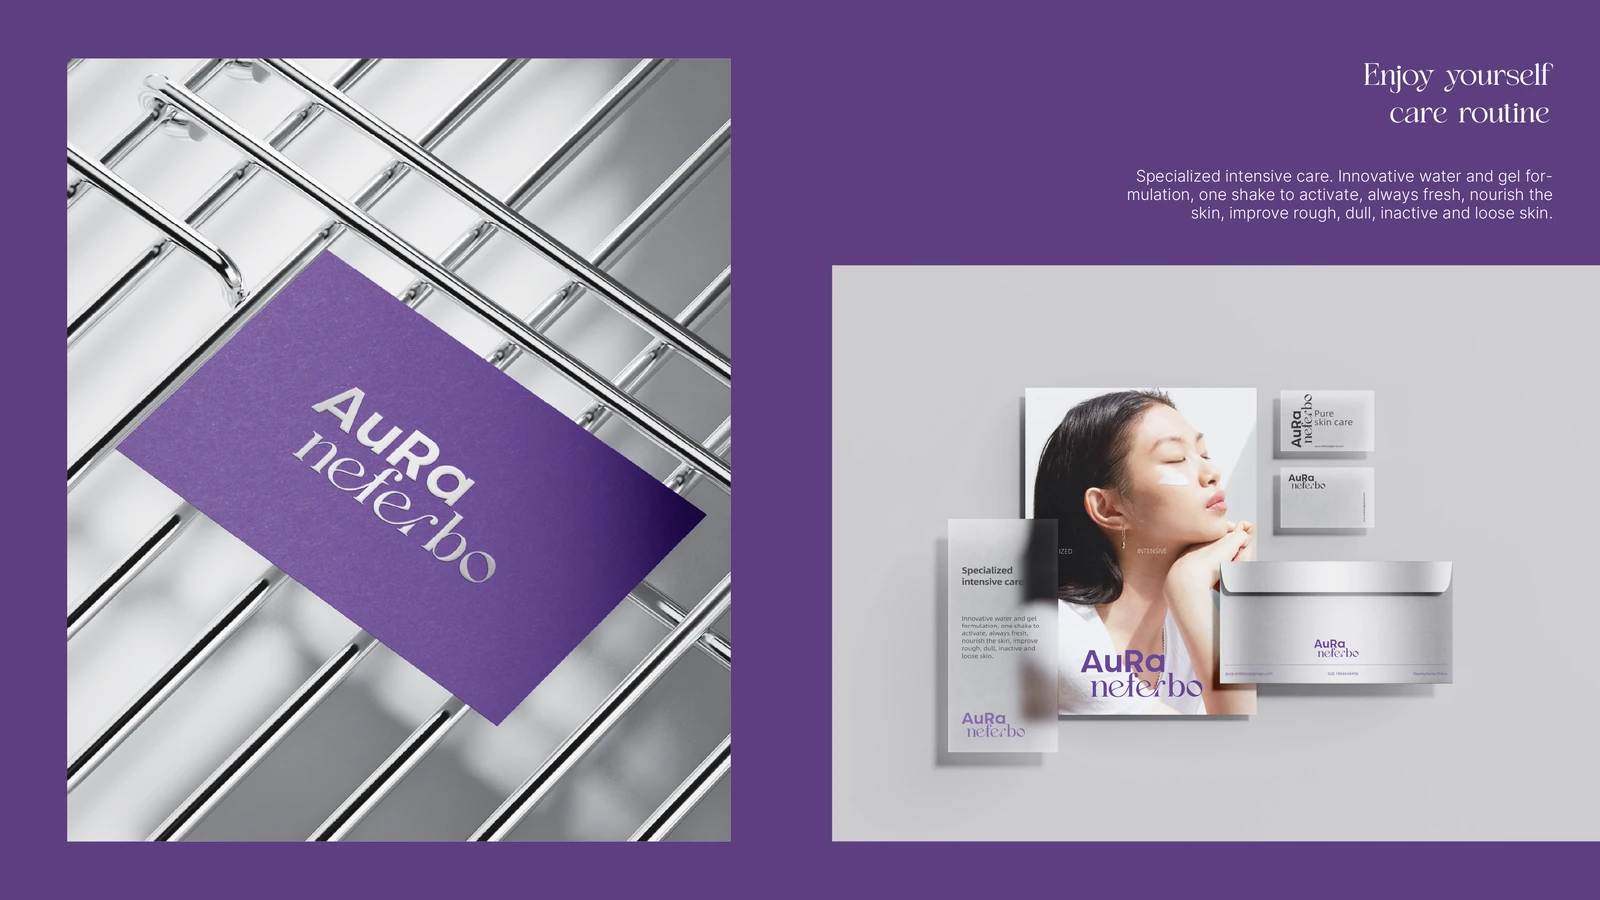 Enjoy yourself
care routine
Specialized intensive care. Innovative water and gel for-
mulation, one shake to activate, always fresh, nourish the
skin, improve rough, dull, inactive and loose skin.
AuRa
neferbo
AuRa
neferbo
Pure
skin care
AuRa
neferbo
IZED
INTENSIVE
Specialized
intensive care
Innovative water and gel
formulation, one shake to
activate, always fresh,
nourish the skin, improve
rough, dull, inactive and
loose skin.
AuRa
neferbo
AuRa
neferbo
AuRa
neferbo